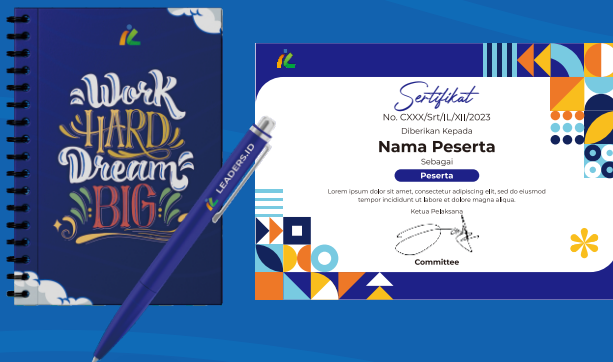 Work
HARD
Dream
BIG
LEADERS.ID
Sertifikat
No. CXXX/Srt/IL/XII/2023
Diberikan Kepada
Nama Peserta
Sebagai
Peserta
Lorem ipsum dolor sit amet, consectetur adipiscing elit, sed do eiusmod
tempor incididunt ut labore et dolore magna aliqua.
Ketua Pelaksana
Committee